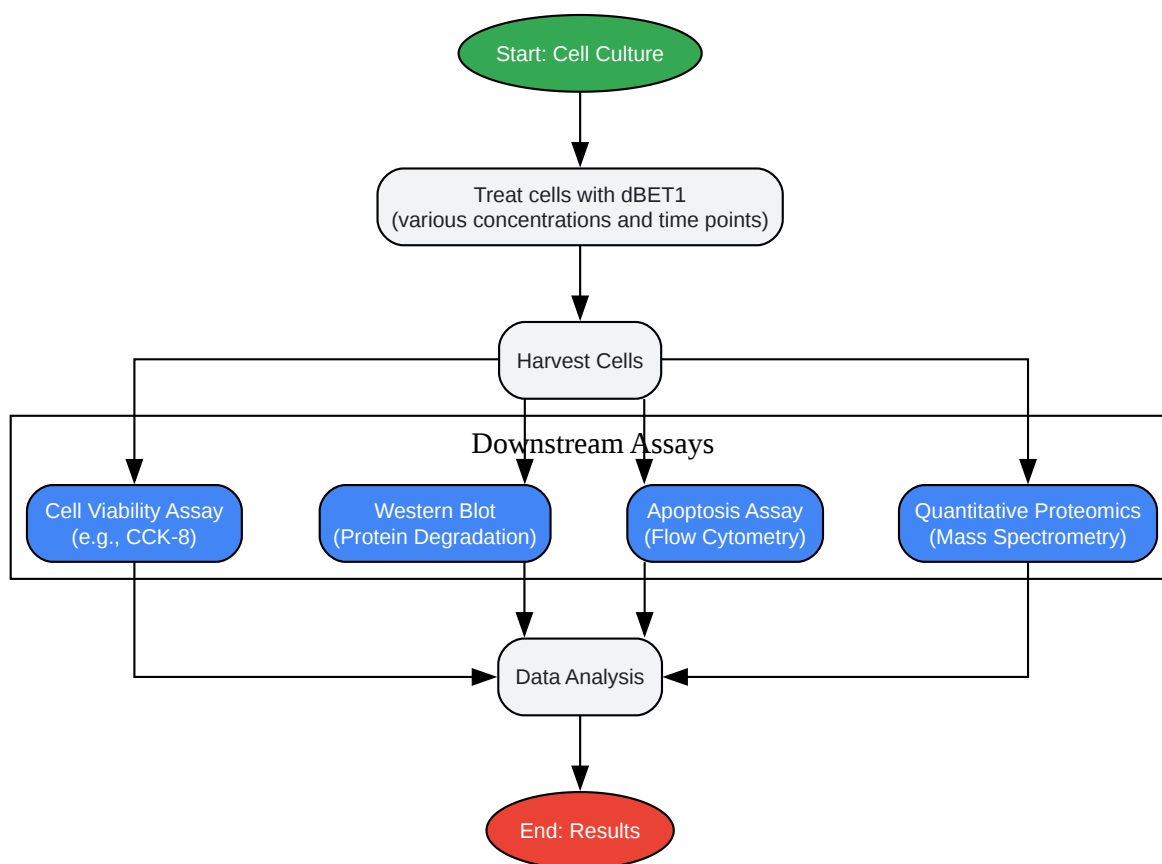 Start: Cell Culture
Treat cells with dBET1
(various concentrations and time points)
Harvest Cells
Downstream Assays
Cell Viability Assay
(e.g., CCK-8)
Western Blot
(Protein Degradation)
Apoptosis Assay
(Flow Cytometry)
Quantitative Proteomics
(Mass Spectrometry)
Data Analysis
End: Results